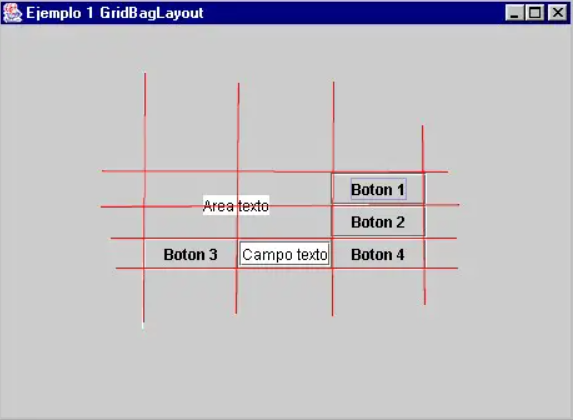 Ejemplo 1 GridBagLayout
Boton 1
Area texto
Boton 2
Boton 3
Campo texto
Boton 4